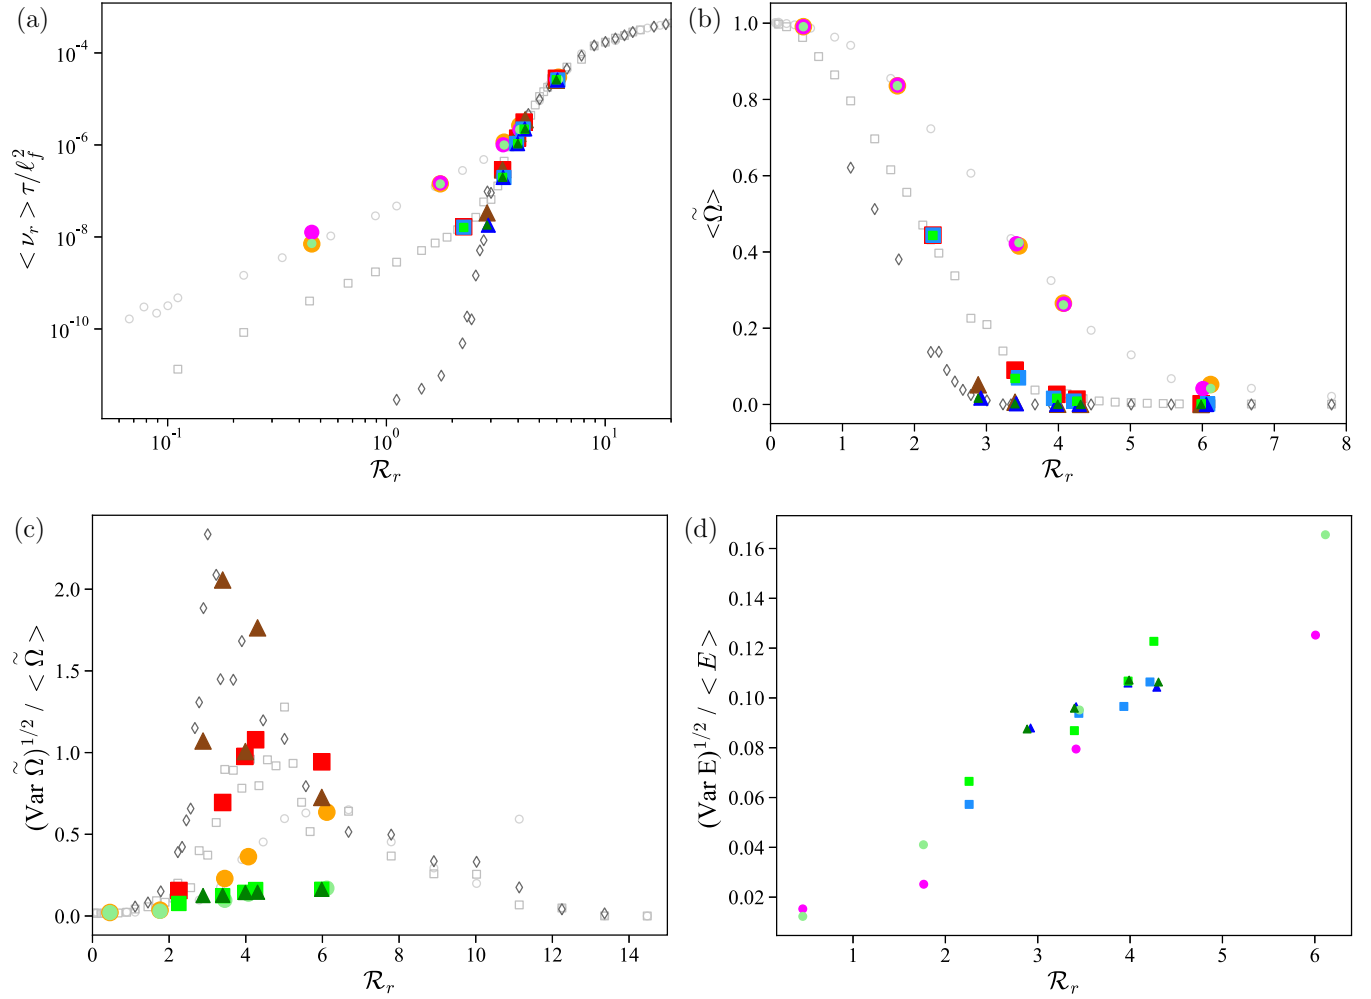 (a)
10^{-4}
10^{-6}
10^{-8}
10^{-10}
< ν_r > τ/ℓ_f^2
10^{-1} 10^0 10^1
ℛ_r
(b)
1.0
0.8
0.6
0.4
0.2
0.0
<Ω̃>
0 1 2 3 4 5 6 7 8
ℛ_r
(c)
2.0
1.5
1.0
0.5
0.0
(Var Ω̃)^{1/2} / < Ω̃ >
0 2 4 6 8 10 12 14
ℛ_r
(d)
0.16
0.14
0.12
0.10
0.08
0.06
0.04
0.02
(Var E)^{1/2} / < E >
1 2 3 4 5 6
ℛ_r